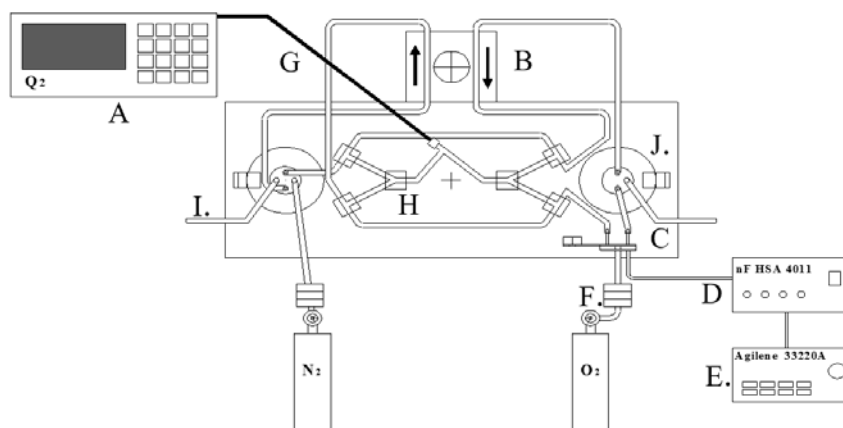 Q2
A
G
B
J.
I.
H
C
nF HSA 4011
D
F.
Agilene 33220A
E.
N2
O2